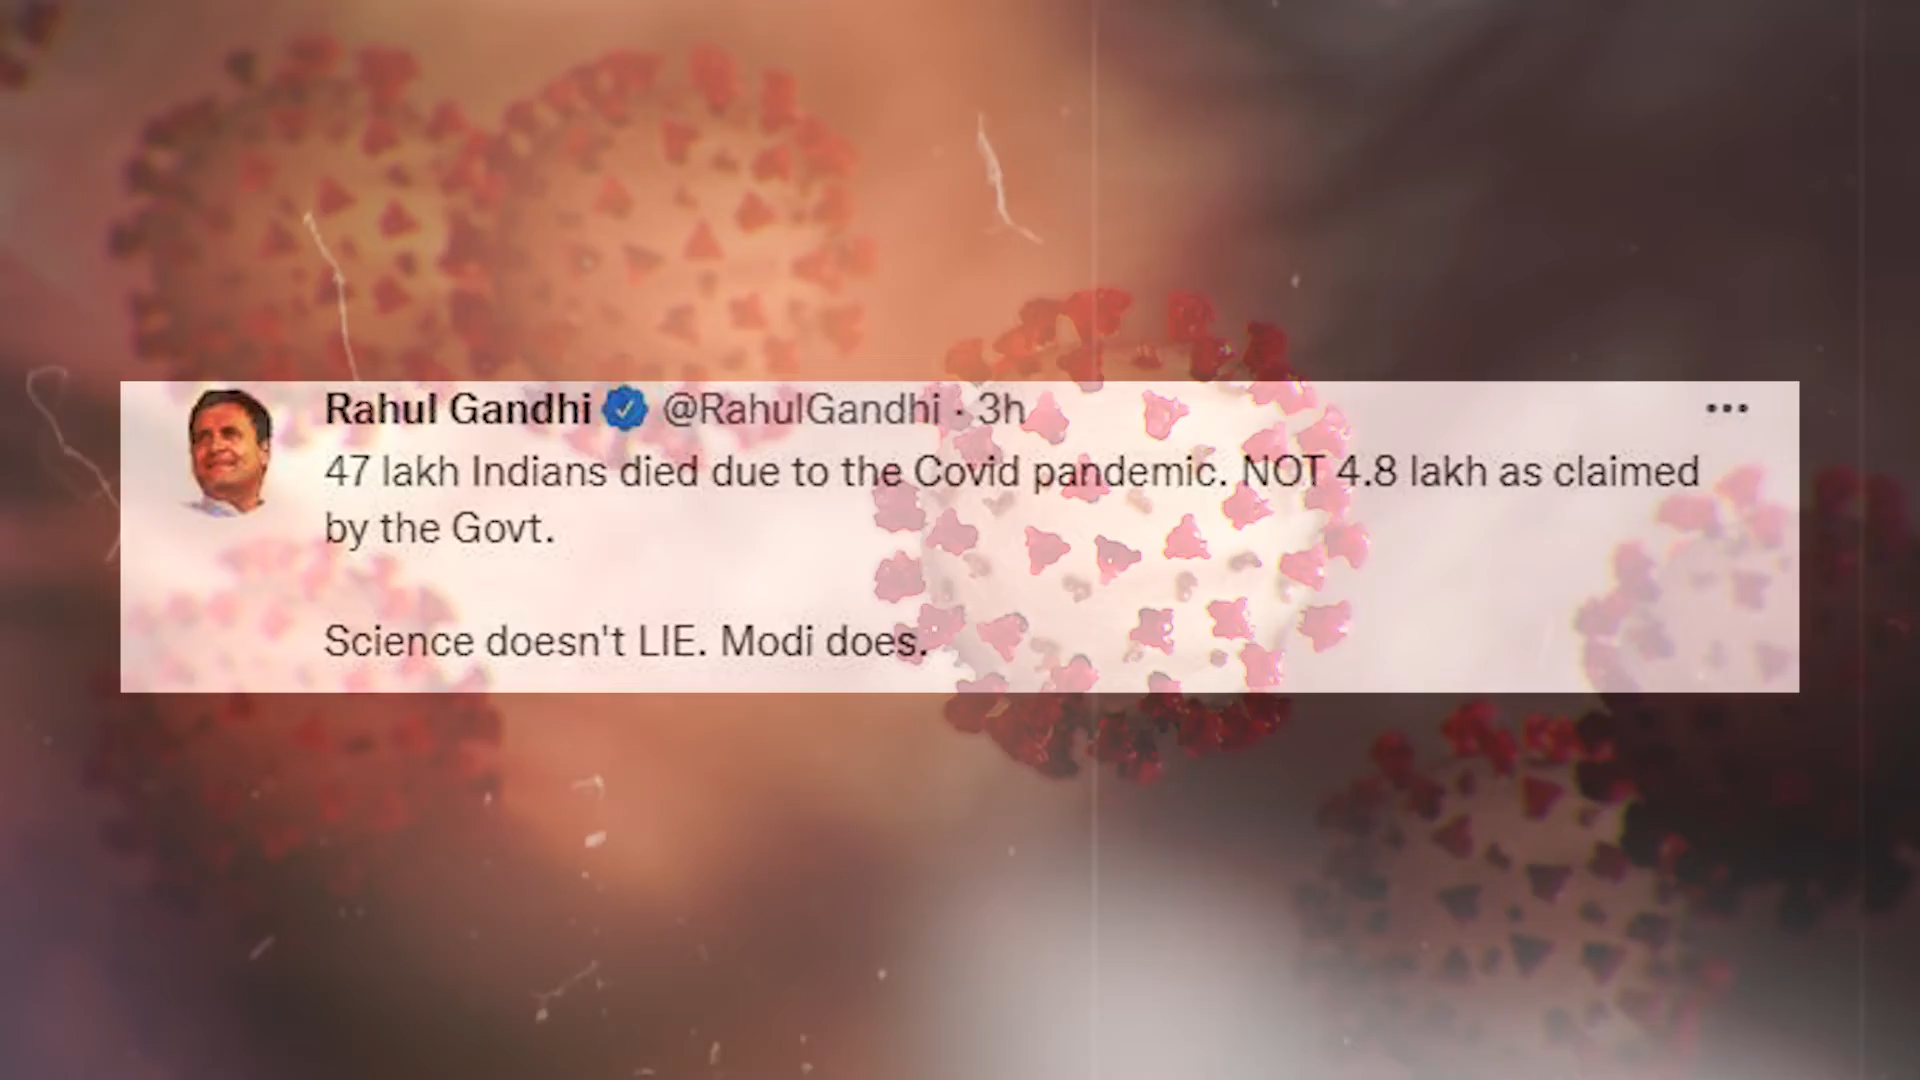 Rahul Gandhi @RahulGandhi · 3h
47 lakh Indians died due to the Covid pandemic. NOT 4.8 lakh as claimed
by the Govt.
Science doesn't LIE. Modi does.